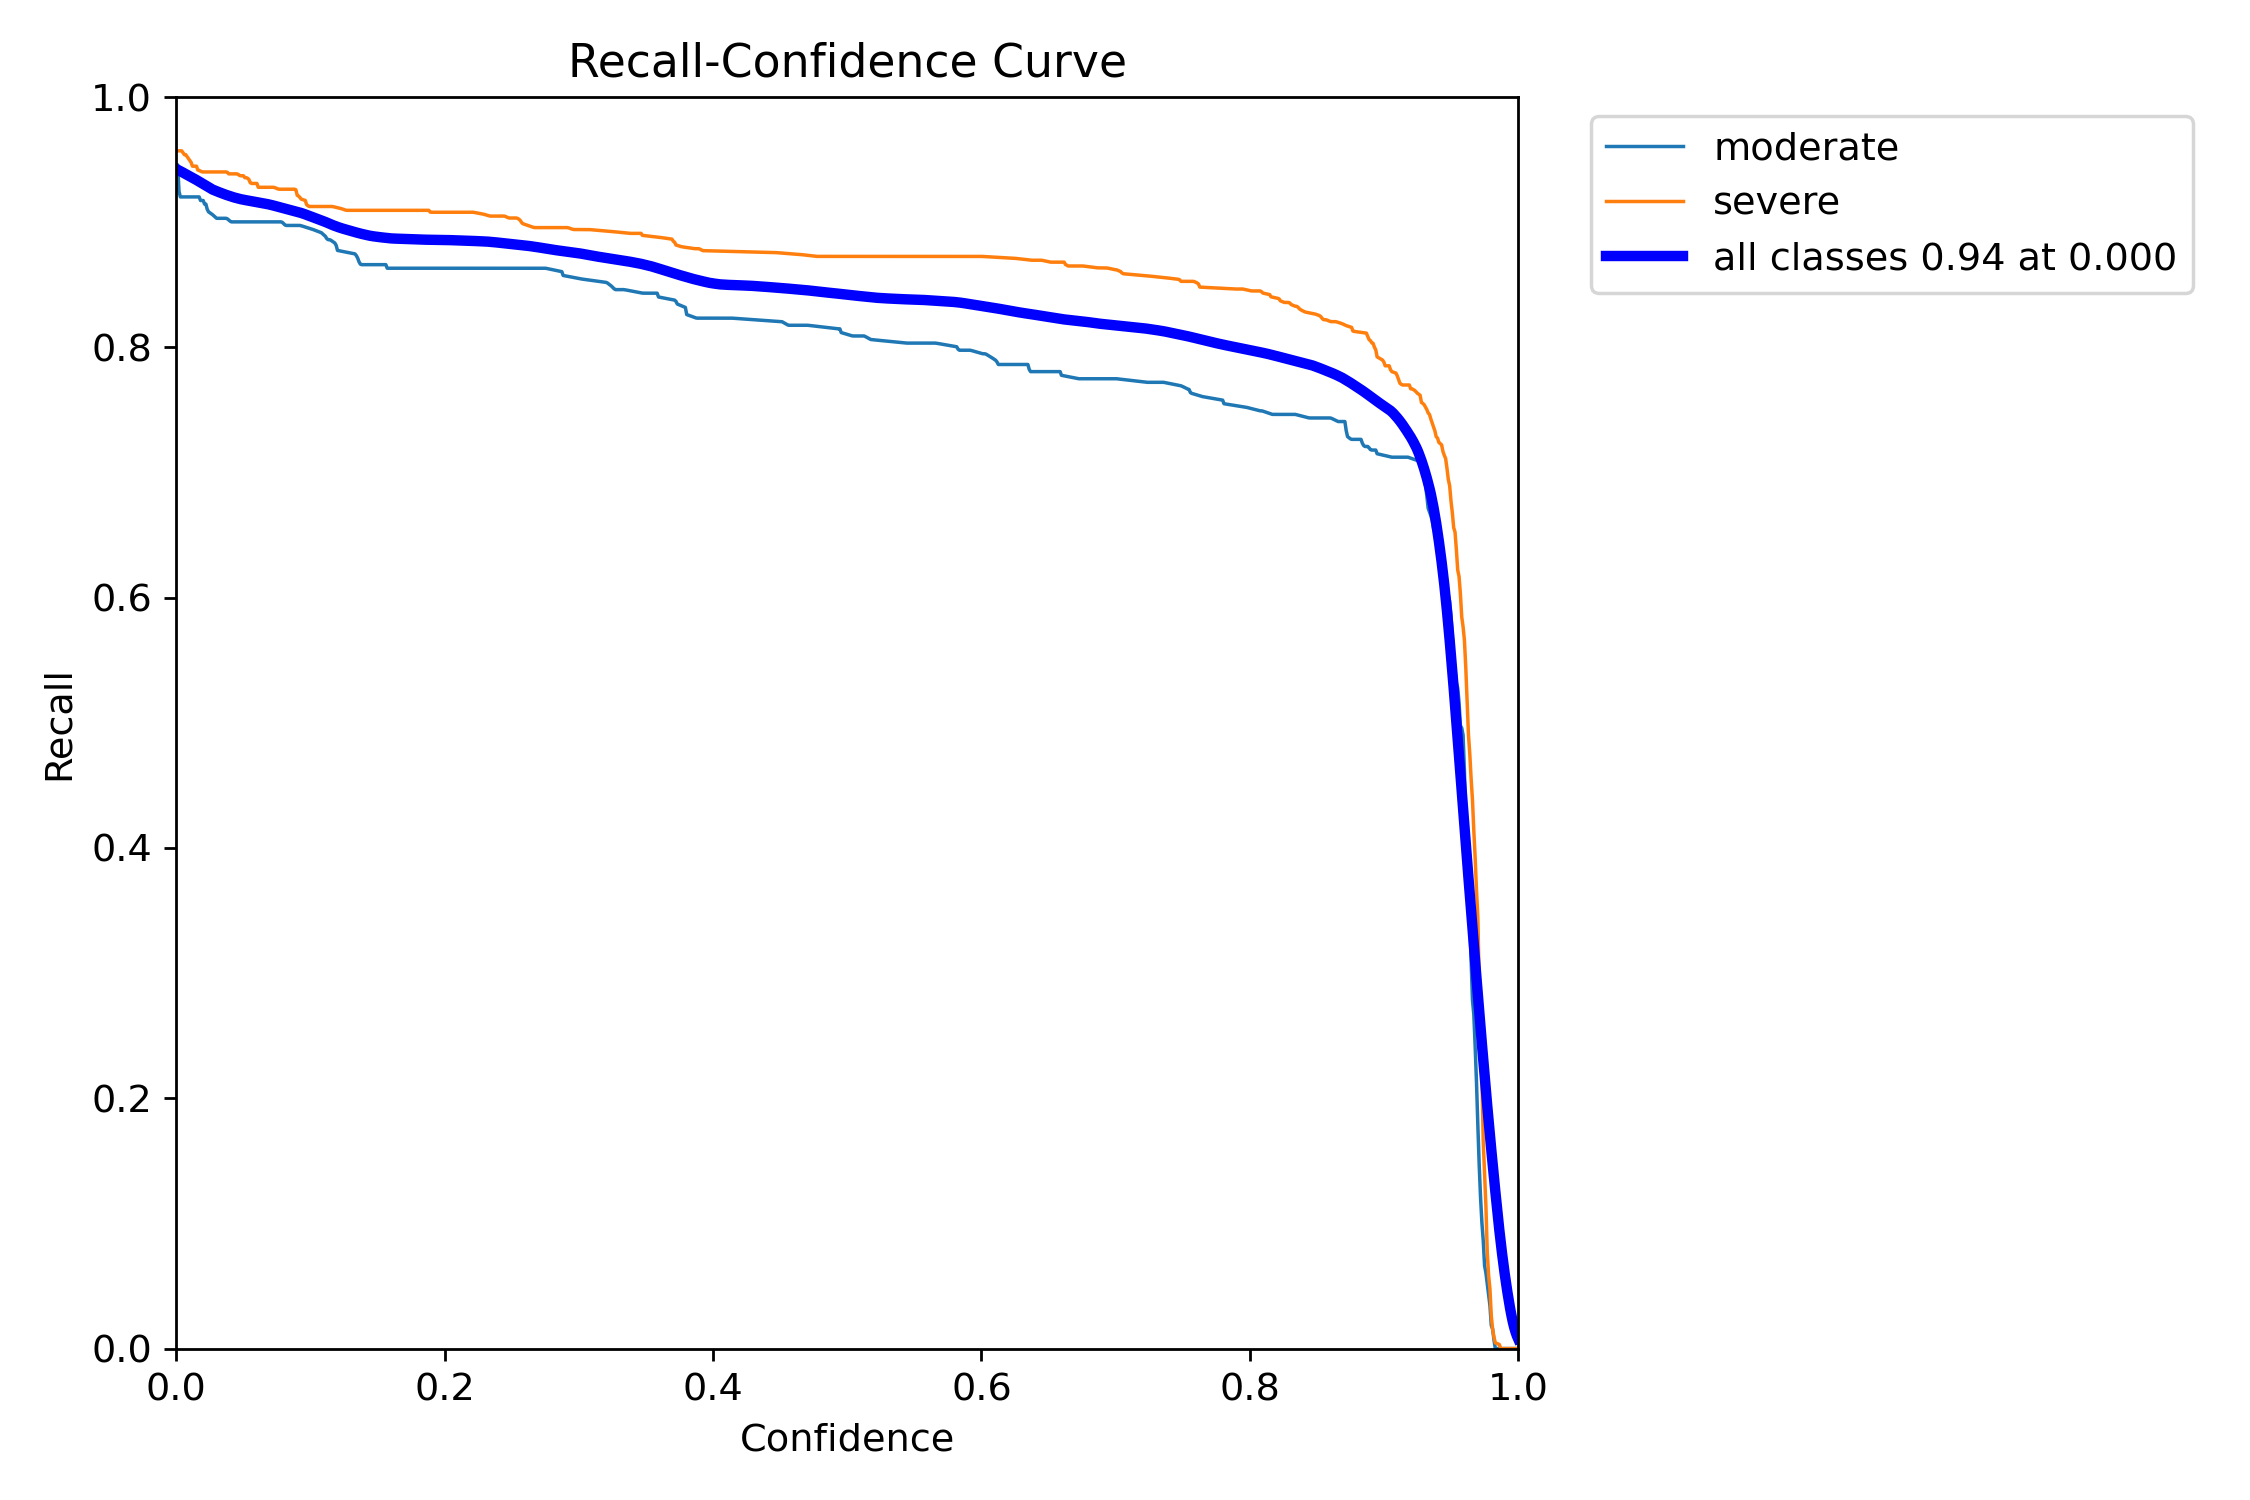 Recall-Confidence Curve
1.0
0.8
0.6
0.4
0.2
0.0
Recall
0.0 0.2 0.4 0.6 0.8 1.0
Confidence
moderate
severe
all classes 0.94 at 0.000